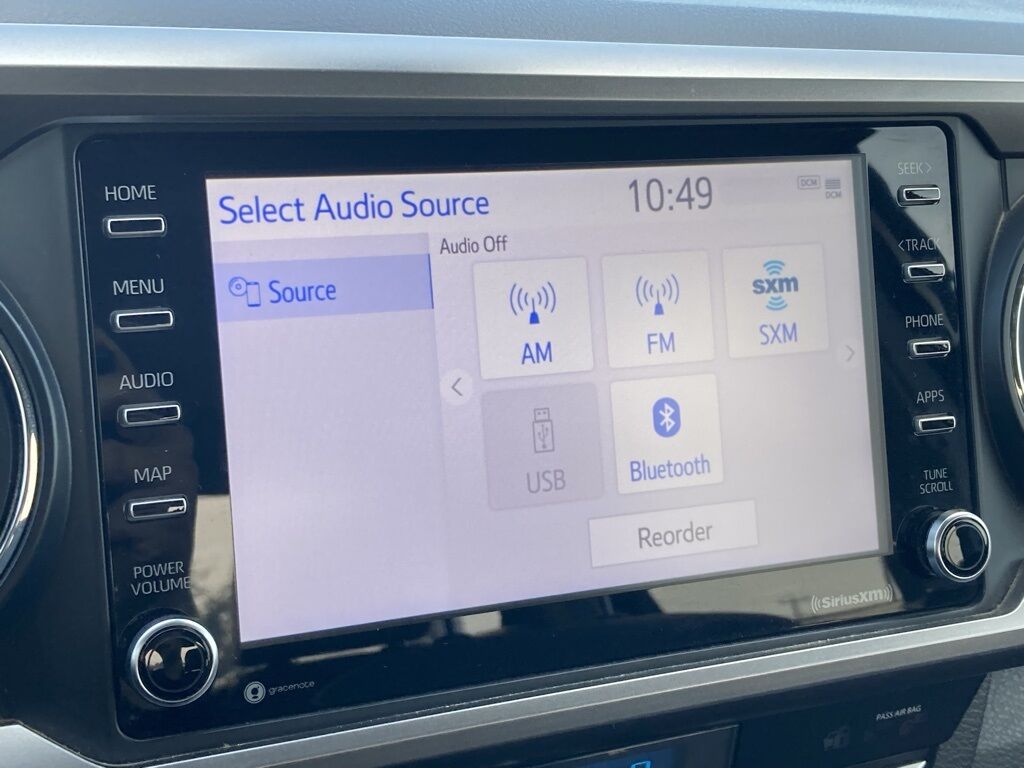 HOME
MENU
AUDIO
MAP
POWER
VOLUME
Select Audio Source
10:49
DCM
DCM
Source
Audio Off
AM
FM
sxm
SXM
USB
Bluetooth
Reorder
SEEK >
< TRACK
PHONE
APPS
TUNE
SCROLL
gracenote
((SiriusXM))
PASS AIR BAG